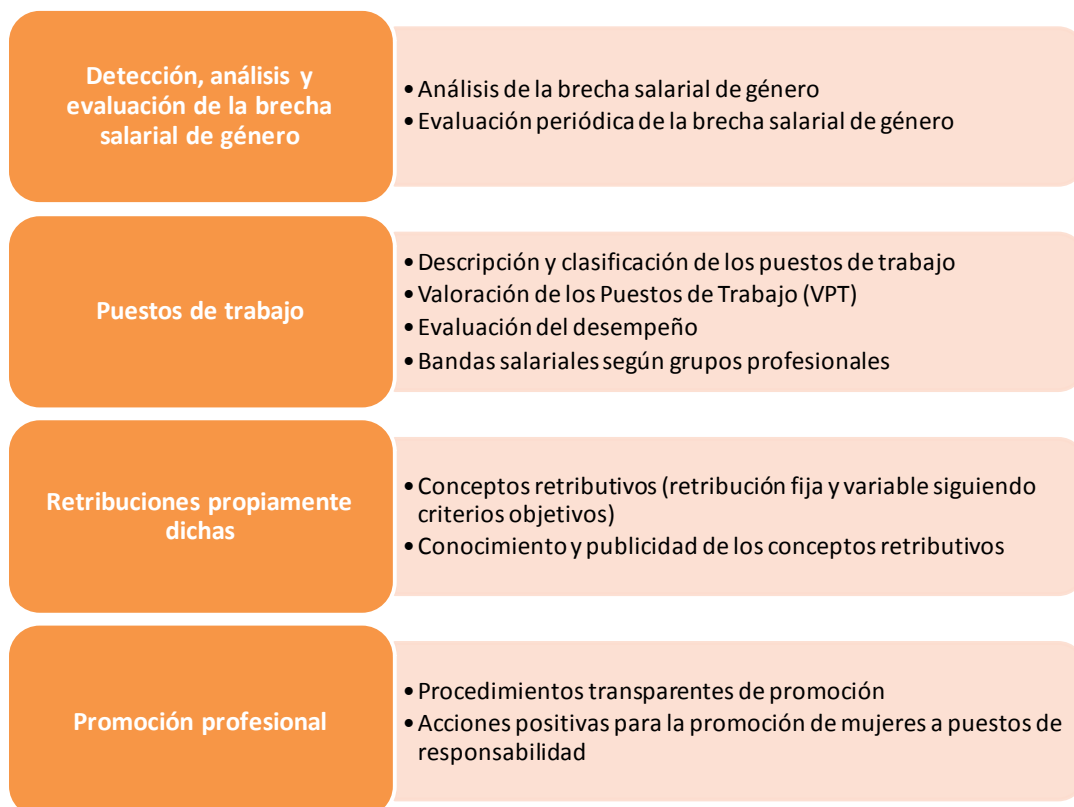 Detección, análisis y
evaluación de la brecha
salarial de género
• Análisis de la brecha salarial de género
• Evaluación periódica de la brecha salarial de género
Puestos de trabajo
• Descripción y clasificación de los puestos de trabajo
• Valoración de los Puestos de Trabajo (VPT)
• Evaluación del desempeño
• Bandas salariales según grupos profesionales
Retribuciones propiamente
dichas
• Conceptos retributivos (retribución fija y variable siguiendo
criterios objetivos)
• Conocimiento y publicidad de los conceptos retributivos
Promoción profesional
• Procedimientos transparentes de promoción
• Acciones positivas para la promoción de mujeres a puestos de
responsabilidad